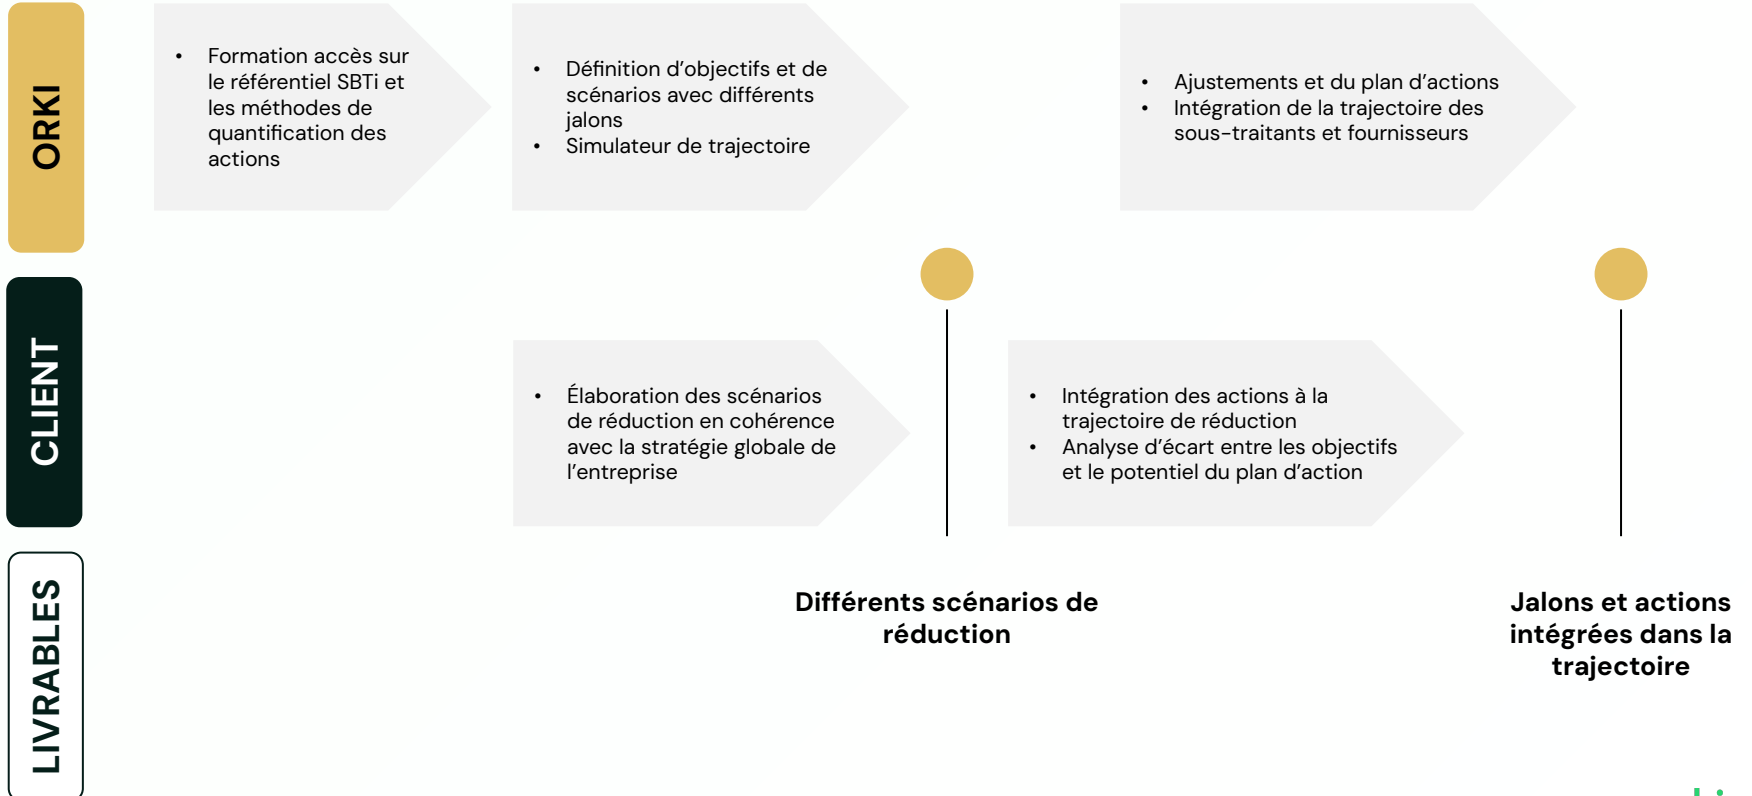 ORKI
• Formation accès sur
le référentiel SBTi et
les méthodes de
quantification des
actions
• Définition d’objectifs et de
scénarios avec différents
jalons
• Simulateur de trajectoire
• Ajustements et du plan d’actions
• Intégration de la trajectoire des
sous-traitants et fournisseurs
CLIENT
• Élaboration des scénarios
de réduction en cohérence
avec la stratégie globale de
l’entreprise
• Intégration des actions à la
trajectoire de réduction
• Analyse d’écart entre les objectifs
et le potentiel du plan d’action
LIVRABLES
Différents scénarios de
réduction
Jalons et actions
intégrées dans la
trajectoire